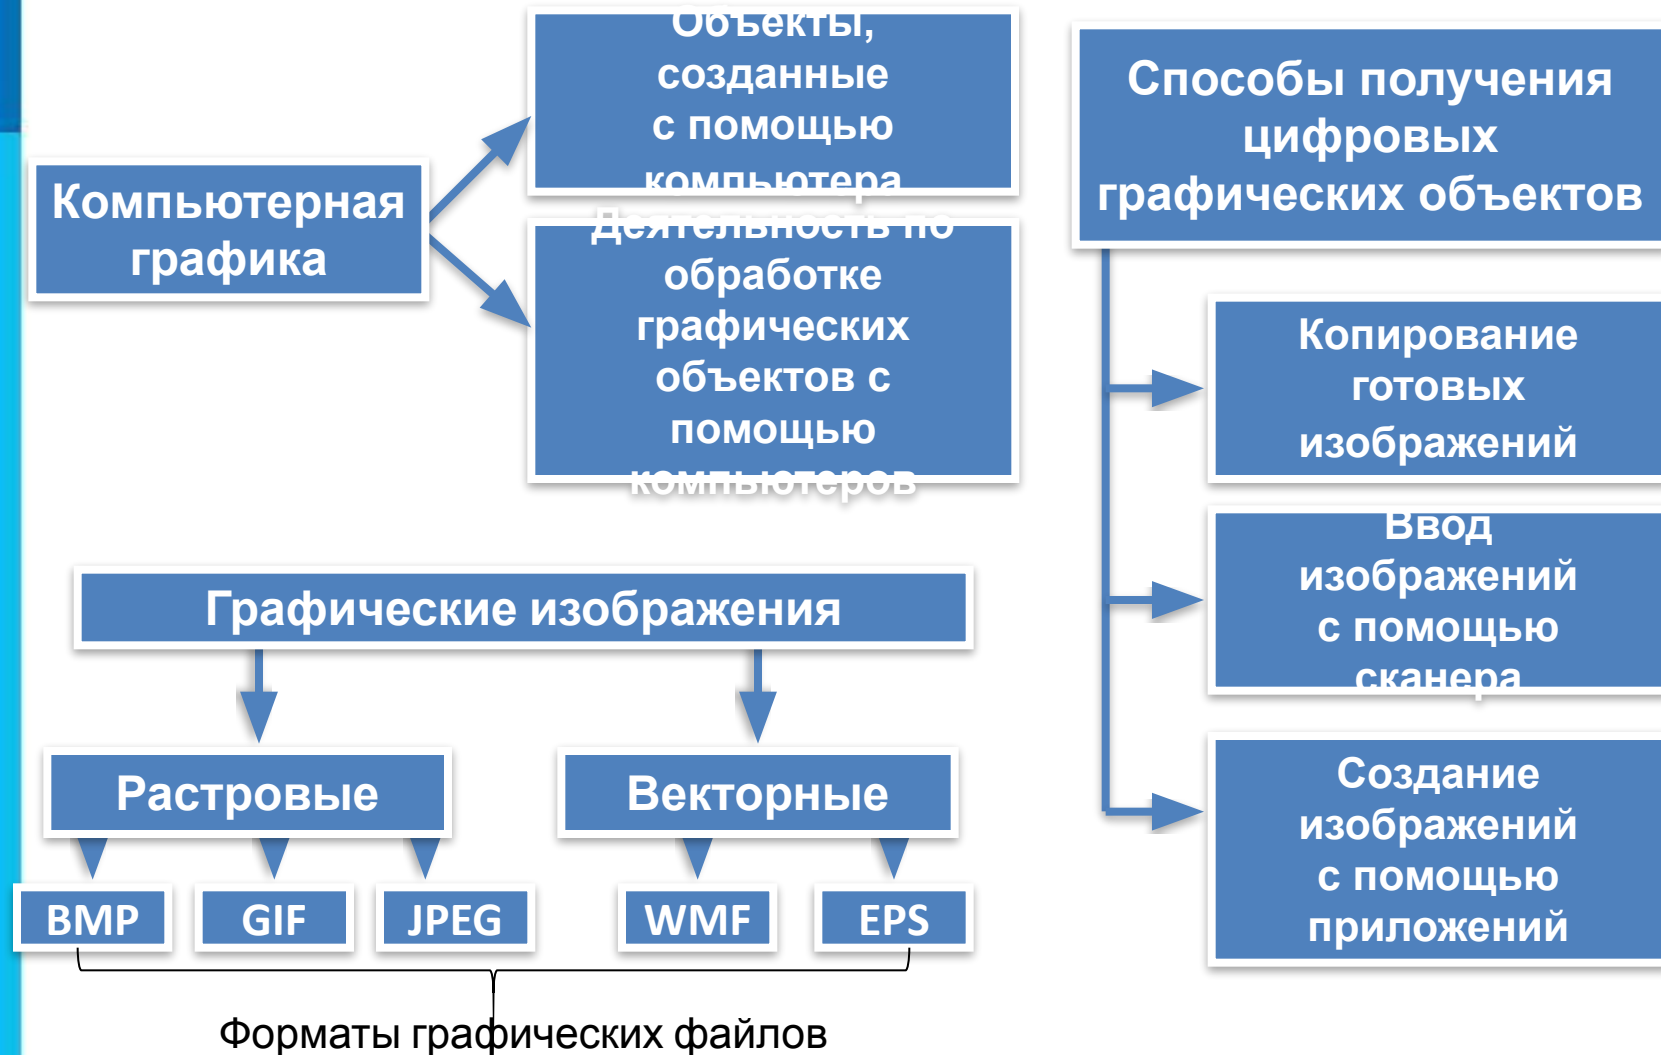 Компьютерная
графика
Объекты,
созданные
с помощью
компьютера
Деятельность по
обработке
графических
объектов с
помощью
компьютеров
Графические изображения
Растровые
Векторные
BMP
GIF
JPEG
WMF
EPS
Форматы графических файлов
Способы получения
цифровых
графических объектов
Копирование
готовых
изображений
Ввод
изображений
с помощью
сканера
Создание
изображений
с помощью
приложений